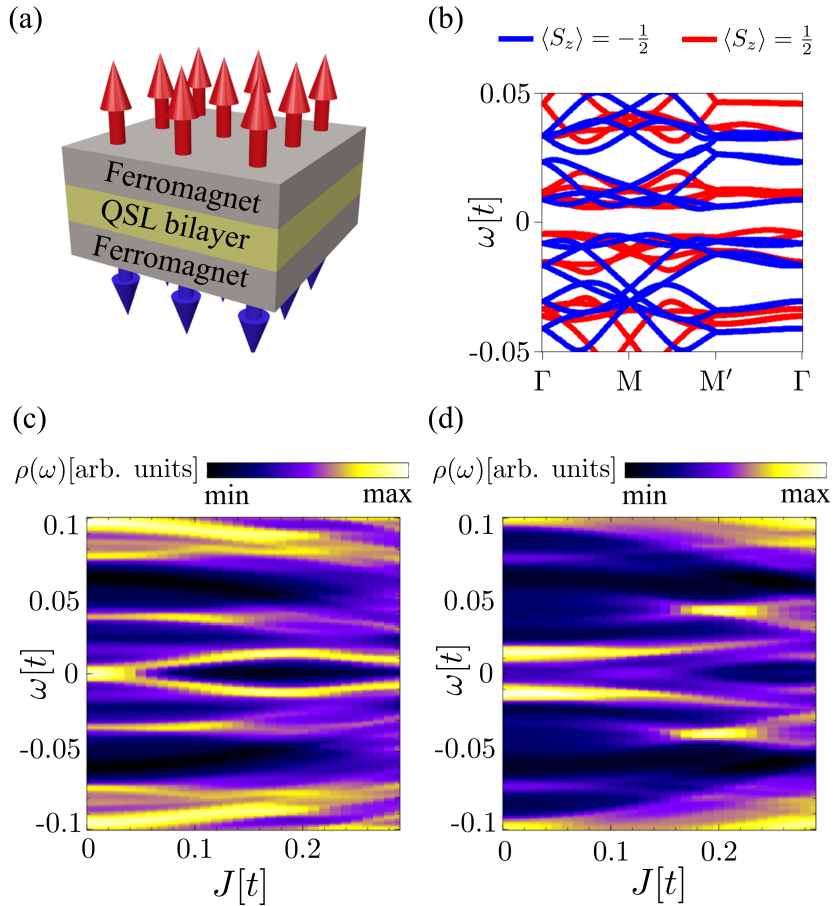 (a)
Ferromagnet
QSL bilayer
Ferromagnet
(b)
⟨S_z⟩ = −1/2 ⟨S_z⟩ = 1/2
0.05
0
-0.05
ω[t]
Γ M M′ Γ
(c)
ρ(ω)[arb. units]
min max
0.1
0.05
0
-0.05
-0.1
ω[t]
0 0.1 0.2
J[t]
(d)
ρ(ω)[arb. units]
min max
0.1
0.05
0
-0.05
-0.1
ω[t]
0 0.1 0.2
J[t]